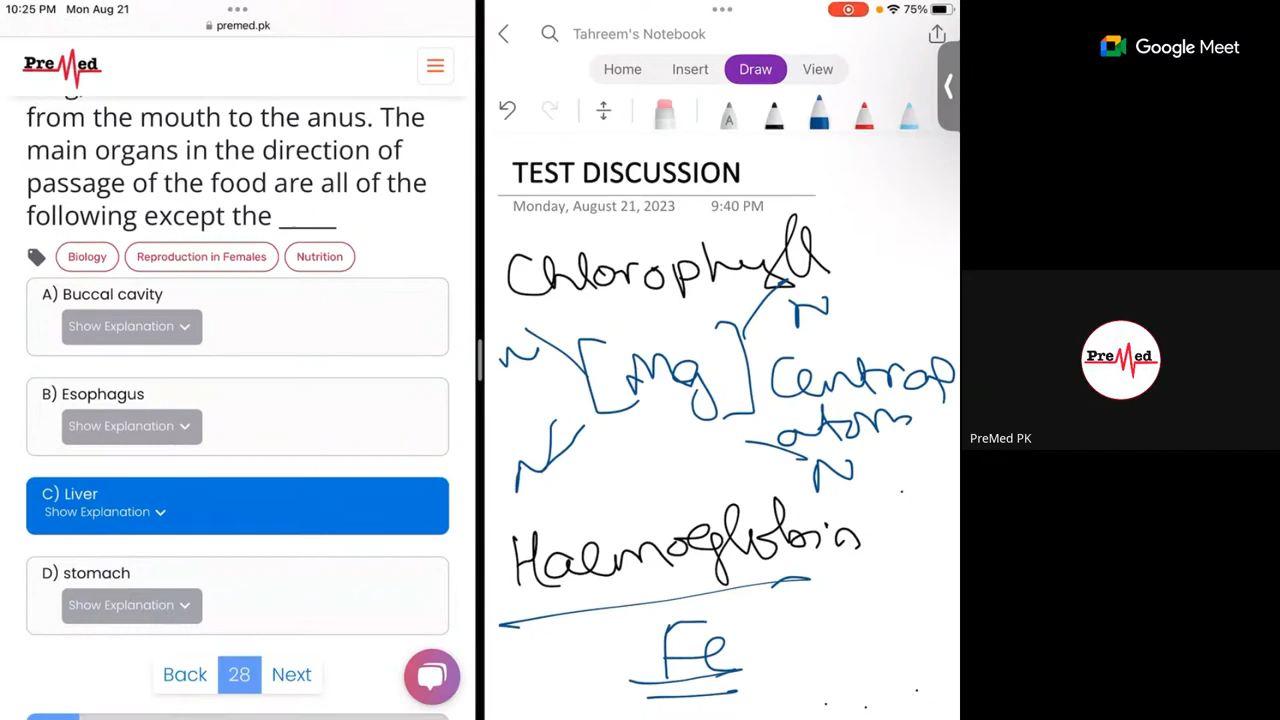 10:25 PM Mon Aug 21
premed.pk
PreMed
from the mouth to the anus. The
main organs in the direction of
passage of the food are all of the
following except the _____
Biology
Reproduction in Females
Nutrition
A) Buccal cavity
Show Explanation
B) Esophagus
Show Explanation
C) Liver
Show Explanation
D) stomach
Show Explanation
Back
28
Next
75%
Tahreem's Notebook
Home
Insert
Draw
View
A
TEST DISCUSSION
Monday, August 21, 2023
9:40 PM
Chlorophyll
N
N
[Mg]
Central
atom
N
N
Haemoglobin
Fe
Google Meet
PreMed
PreMed PK